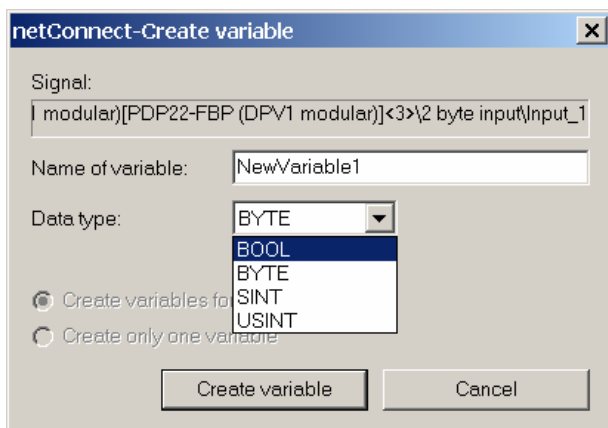 netConnect-Create variable
Signal:
l modular)[PDP22-FBP (DPV1 modular)]<3>\2 byte input\Input_1
Name of variable: NewVariable1
Data type: BYTE
BOOL
BYTE
SINT
USINT
Create variables fo
Create only one variable
Create variable Cancel